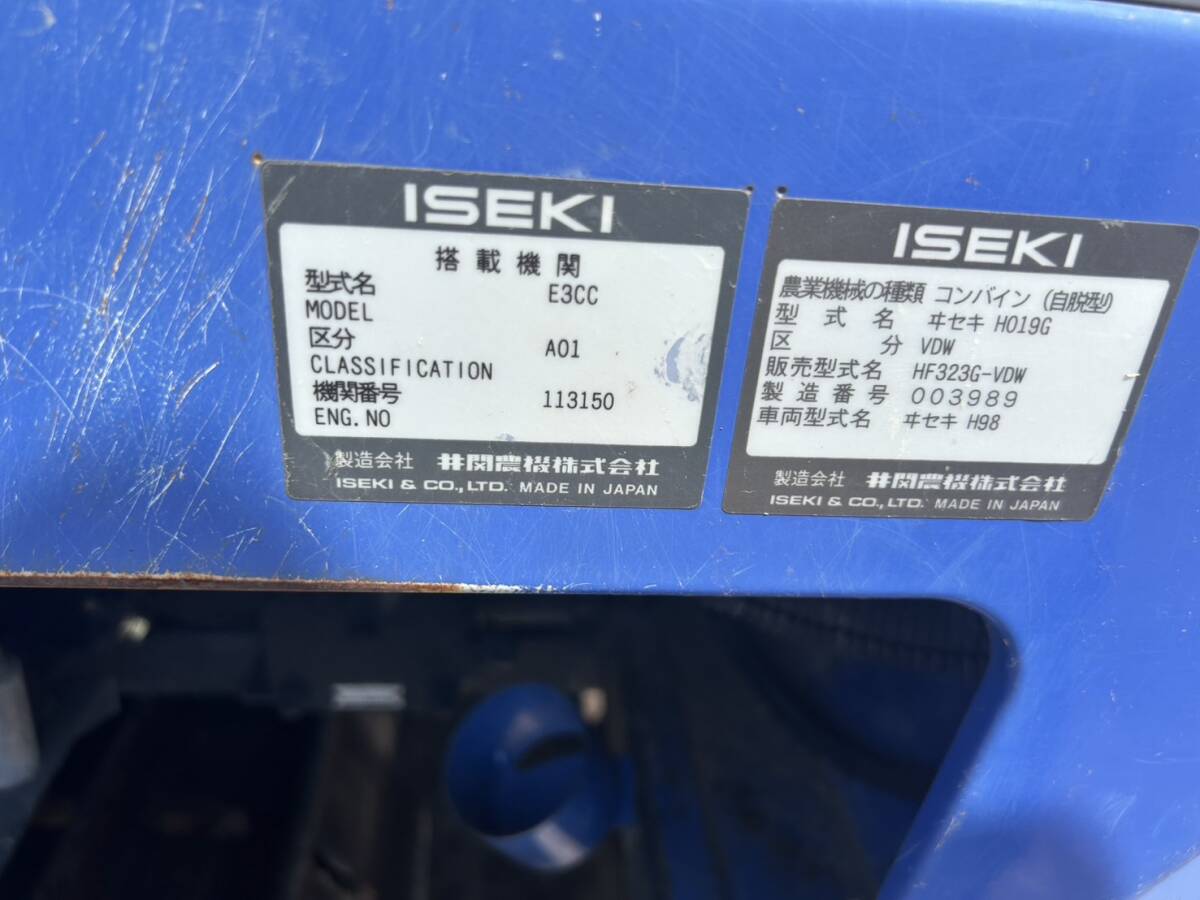 ISEKI
搭載機関
型式名 E3CC
MODEL
区分 A01
CLASSIFICATION
機関番号 113150
ENG. NO
製造会社 井関農機株式会社
ISEKI & CO., LTD. MADE IN JAPAN
ISEKI
農業機械の種類 コンバイン (自脱型)
型式名 ヰセキ HO19G
区分 VDW
販売型式名 HF323G-VDW
製造番号 003989
車両型式名 ヰセキ H98
製造会社 井関農機株式会社
ISEKI & CO., LTD. MADE IN JAPAN